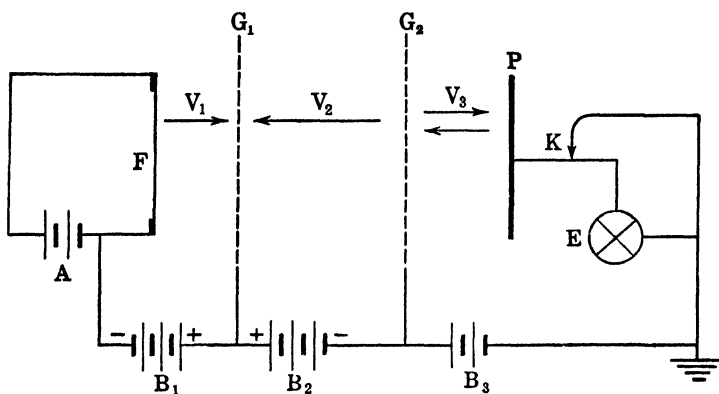 G₁ G₂
P
V₁ V₂ V₃
K
F
E
A
− + + −
B₁ B₂ B₃